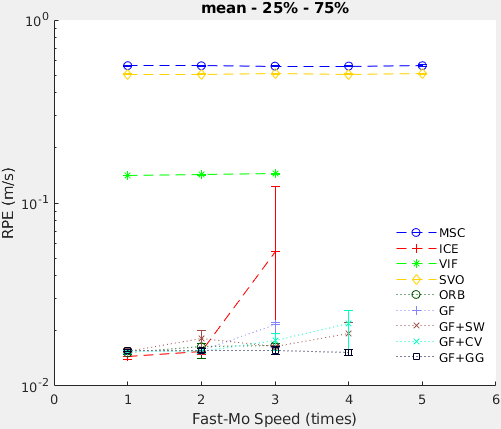 mean - 25% - 75%
10^0
10^-1
10^-2
RPE (m/s)
MSC
ICE
VIF
SVO
ORB
GF
GF+SW
GF+CV
GF+GG
0 1 2 3 4 5 6
Fast-Mo Speed (times)